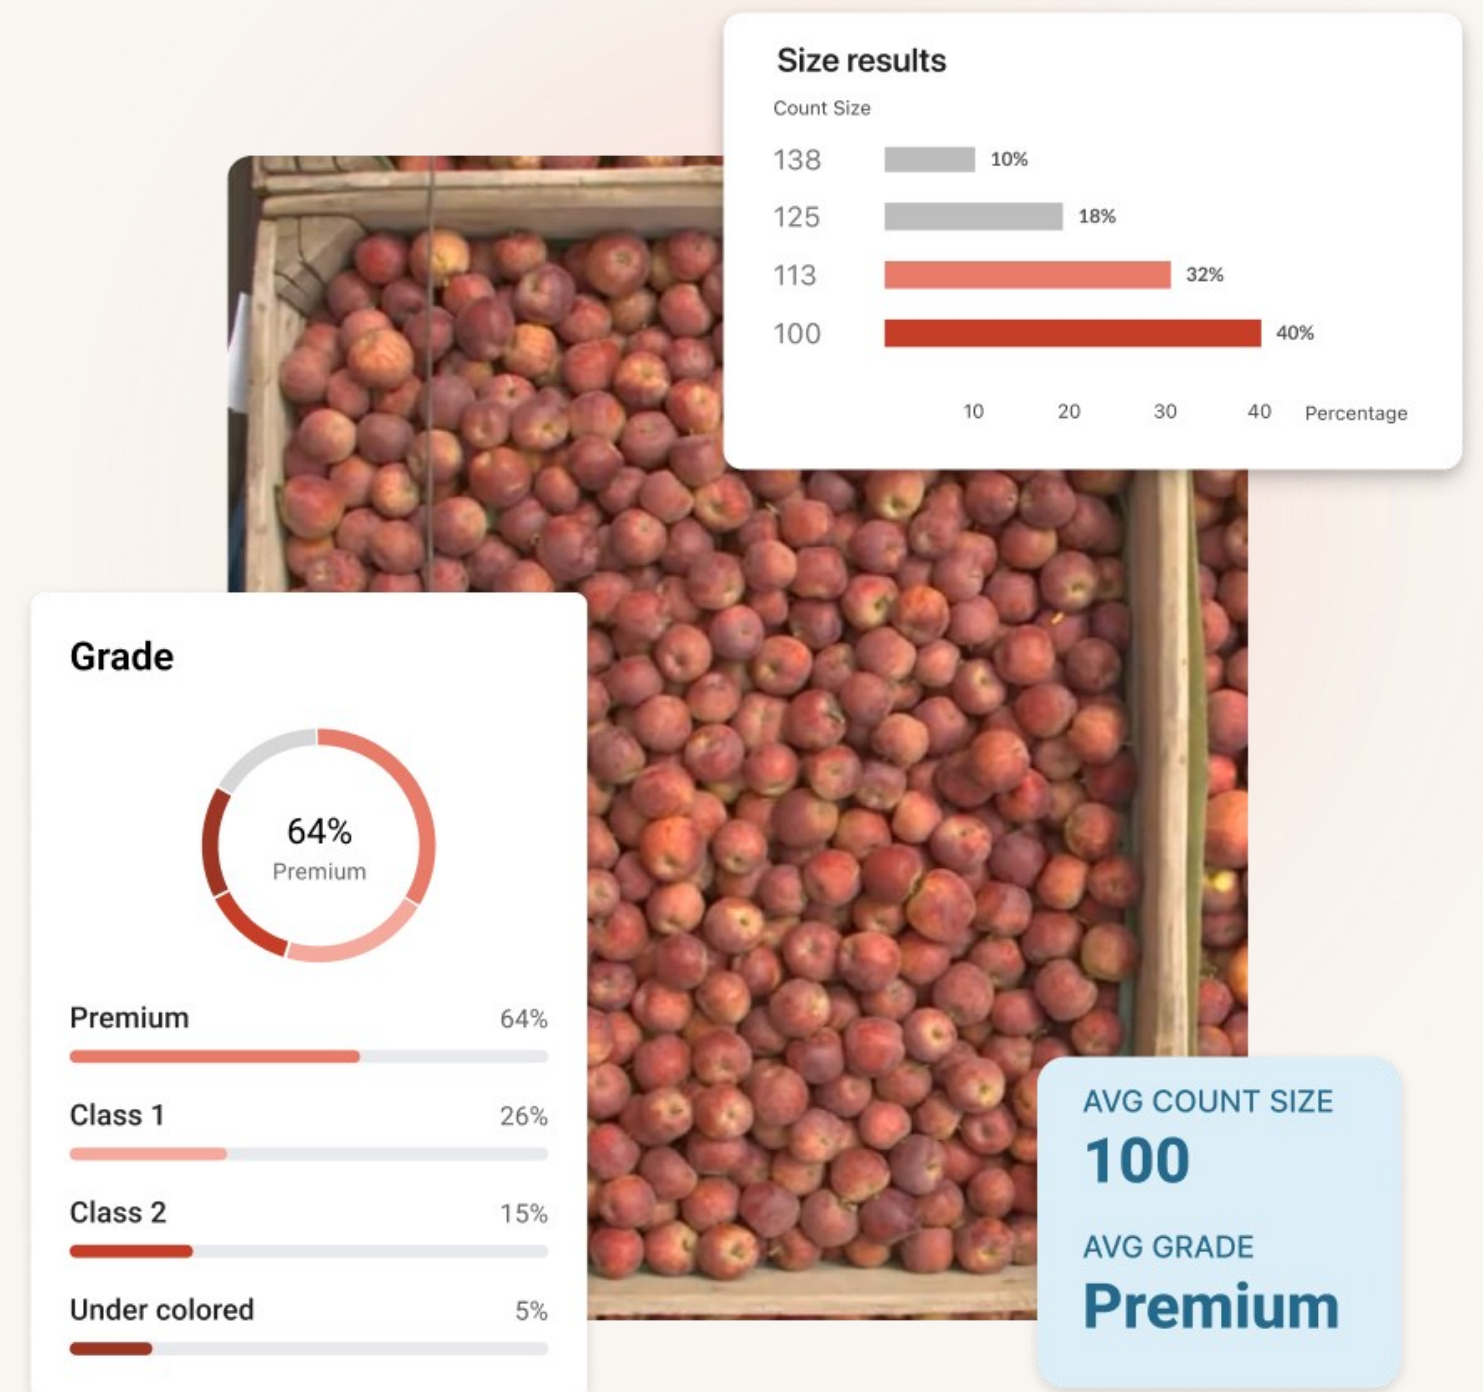 Size results
Count Size
138 10%
125 18%
113 32%
100 40%
10 20 30 40 Percentage
Grade
64%
Premium
Premium 64%
Class 1 26%
Class 2 15%
Under colored 5%
AVG COUNT SIZE
100
AVG GRADE
Premium